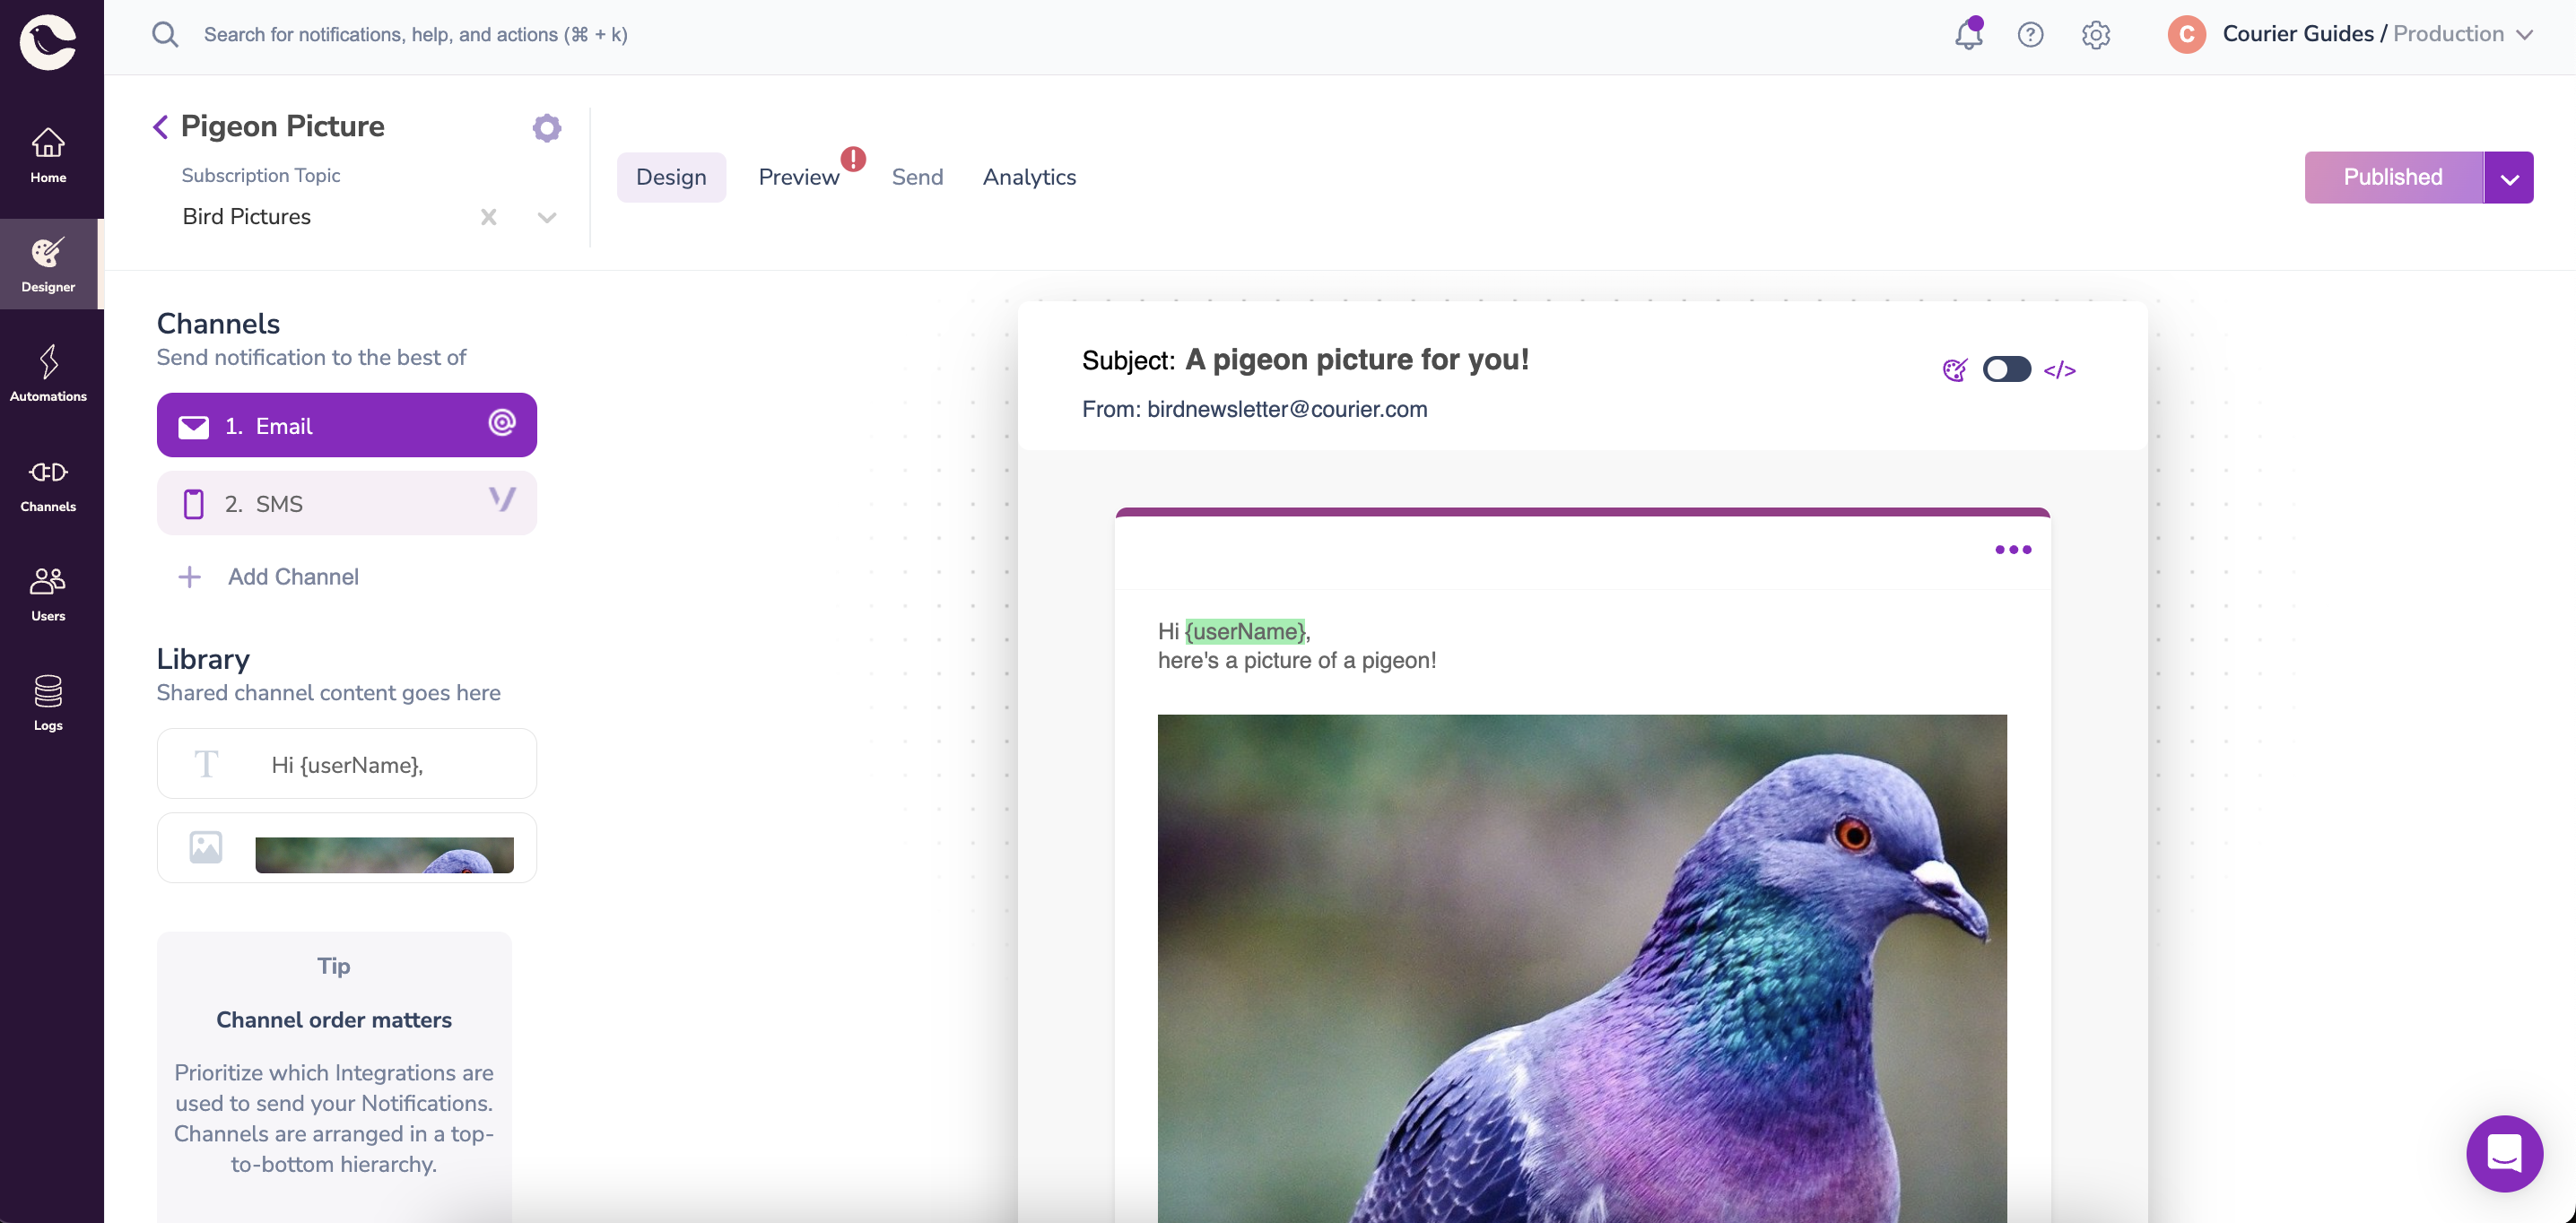 Search for notifications, help, and actions (⌘ + k)
?
C
Courier Guides / Production
Home
Designer
Automations
Channels
Users
Logs
Pigeon Picture
Subscription Topic
Bird Pictures
Design
Preview
!
Send
Analytics
Published
Channels
Send notification to the best of
1. Email
2. SMS
Add Channel
Library
Shared channel content goes here
T
Hi {userName},
Tip
Channel order matters
Prioritize which Integrations are
used to send your Notifications.
Channels are arranged in a top-
to-bottom hierarchy.
Subject: A pigeon picture for you!
</>
From: birdnewsletter@courier.com
Hi {userName},
here's a picture of a pigeon!